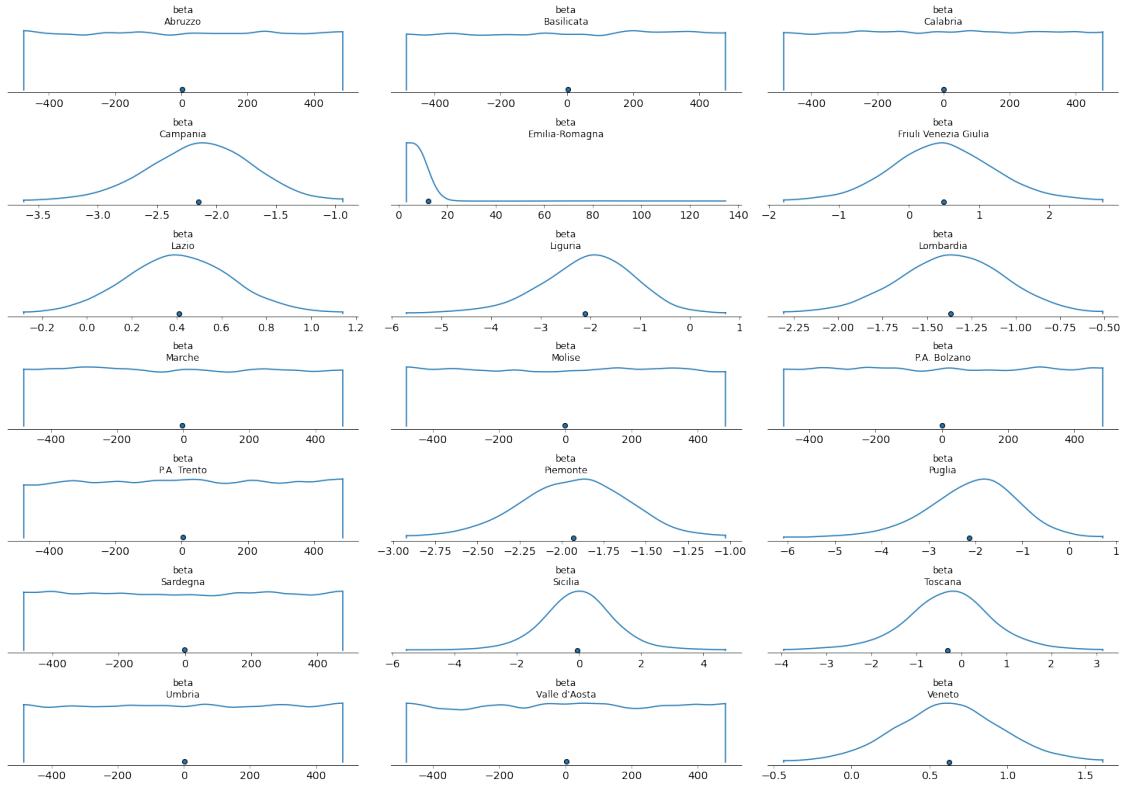 beta
Abruzzo
−400 −200 0 200 400
beta
Basilicata
−400 −200 0 200 400
beta
Calabria
−400 −200 0 200 400
beta
Campania
−3.5 −3.0 −2.5 −2.0 −1.5 −1.0
beta
Emilia-Romagna
0 20 40 60 80 100 120 140
beta
Friuli Venezia Giulia
−2 −1 0 1 2
beta
Lazio
−0.2 0.0 0.2 0.4 0.6 0.8 1.0 1.2
beta
Liguria
−6 −5 −4 −3 −2 −1 0 1
beta
Lombardia
−2.25 −2.00 −1.75 −1.50 −1.25 −1.00 −0.75 −0.50
beta
Marche
−400 −200 0 200 400
beta
Molise
−400 −200 0 200 400
beta
P.A. Bolzano
−400 −200 0 200 400
beta
P.A. Trento
−400 −200 0 200 400
beta
Piemonte
−3.00 −2.75 −2.50 −2.25 −2.00 −1.75 −1.50 −1.25 −1.00
beta
Puglia
−6 −5 −4 −3 −2 −1 0 1
beta
Sardegna
−400 −200 0 200 400
beta
Sicilia
−6 −4 −2 0 2 4
beta
Toscana
−4 −3 −2 −1 0 1 2 3
beta
Umbria
−400 −200 0 200 400
beta
Valle d'Aosta
−400 −200 0 200 400
beta
Veneto
−0.5 0.0 0.5 1.0 1.5